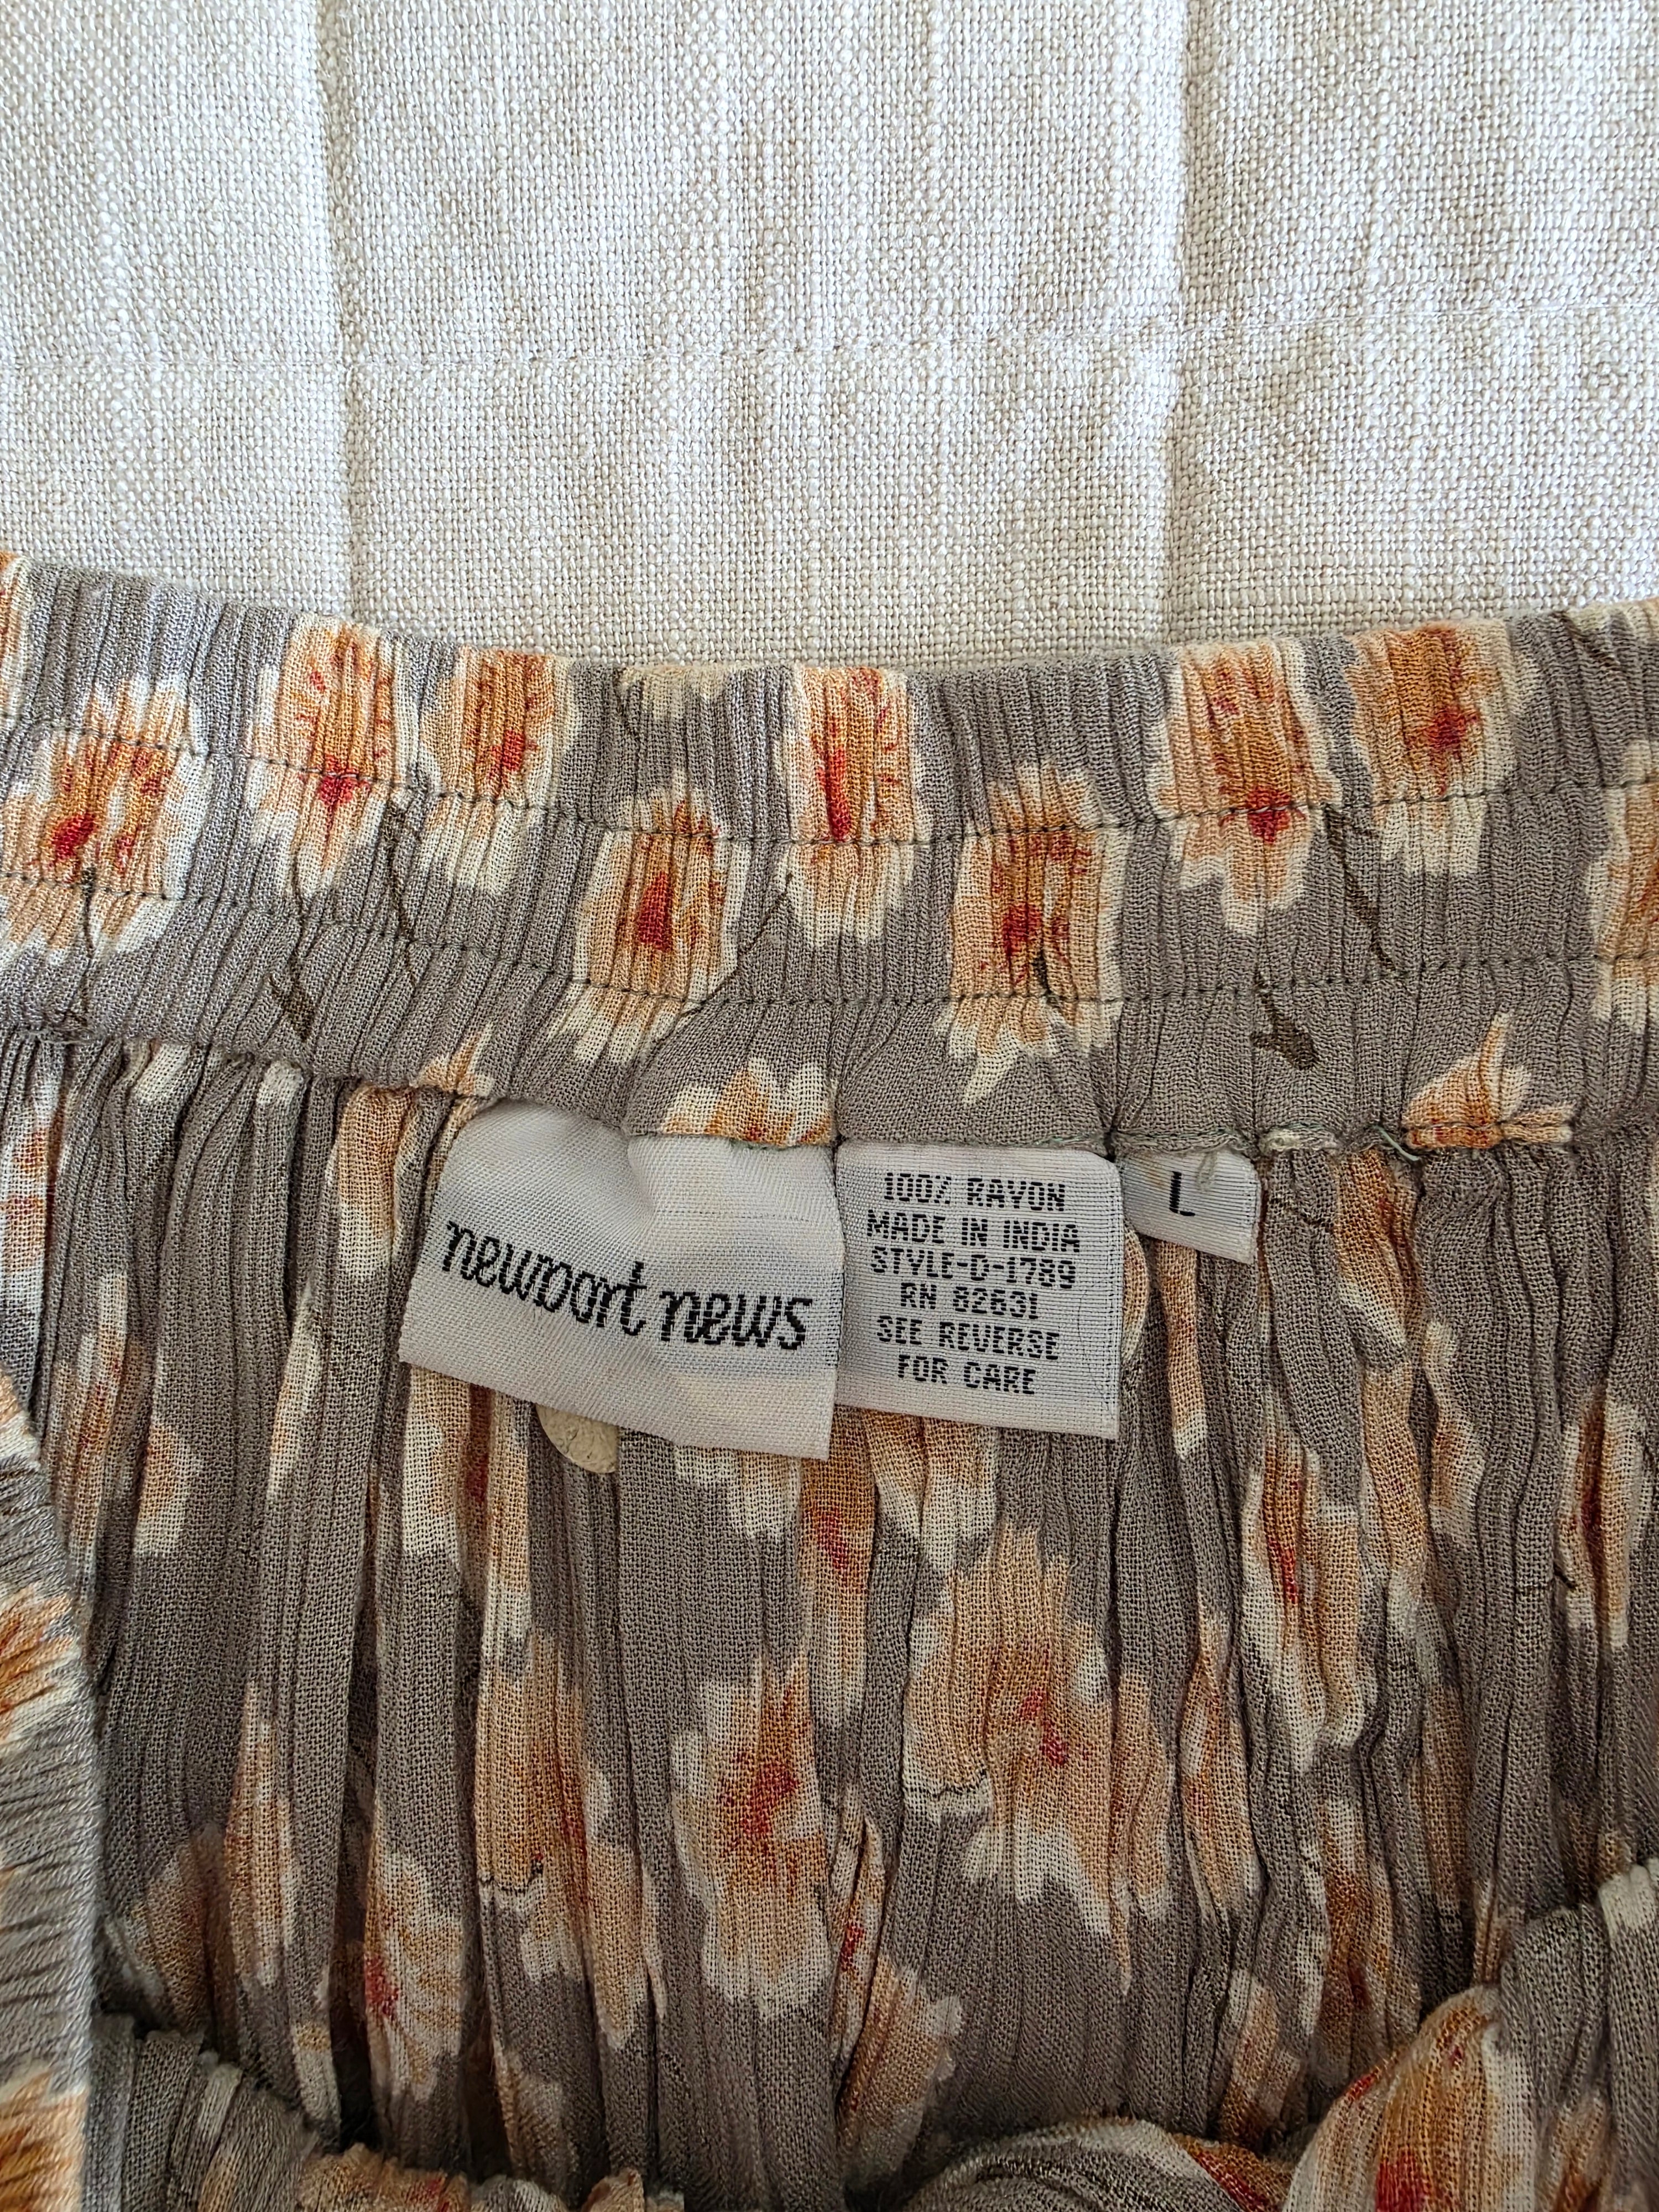 newport news
100% RAYON
MADE IN INDIA
STYLE-D-1789
RN 82631
SEE REVERSE
FOR CARE
L